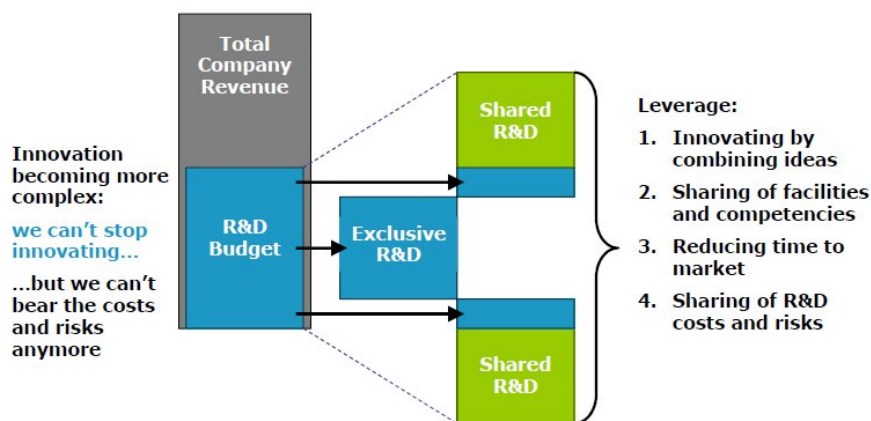 Total
Company
Revenue
Innovation
becoming more
complex:
we can't stop
innovating...
...but we can't
bear the costs
and risks
anymore
R&D
Budget
Exclusive
R&D
Shared
R&D
Shared
R&D
Leverage:
1. Innovating by
combining ideas
2. Sharing of facilities
and competencies
3. Reducing time to
market
4. Sharing of R&D
costs and risks